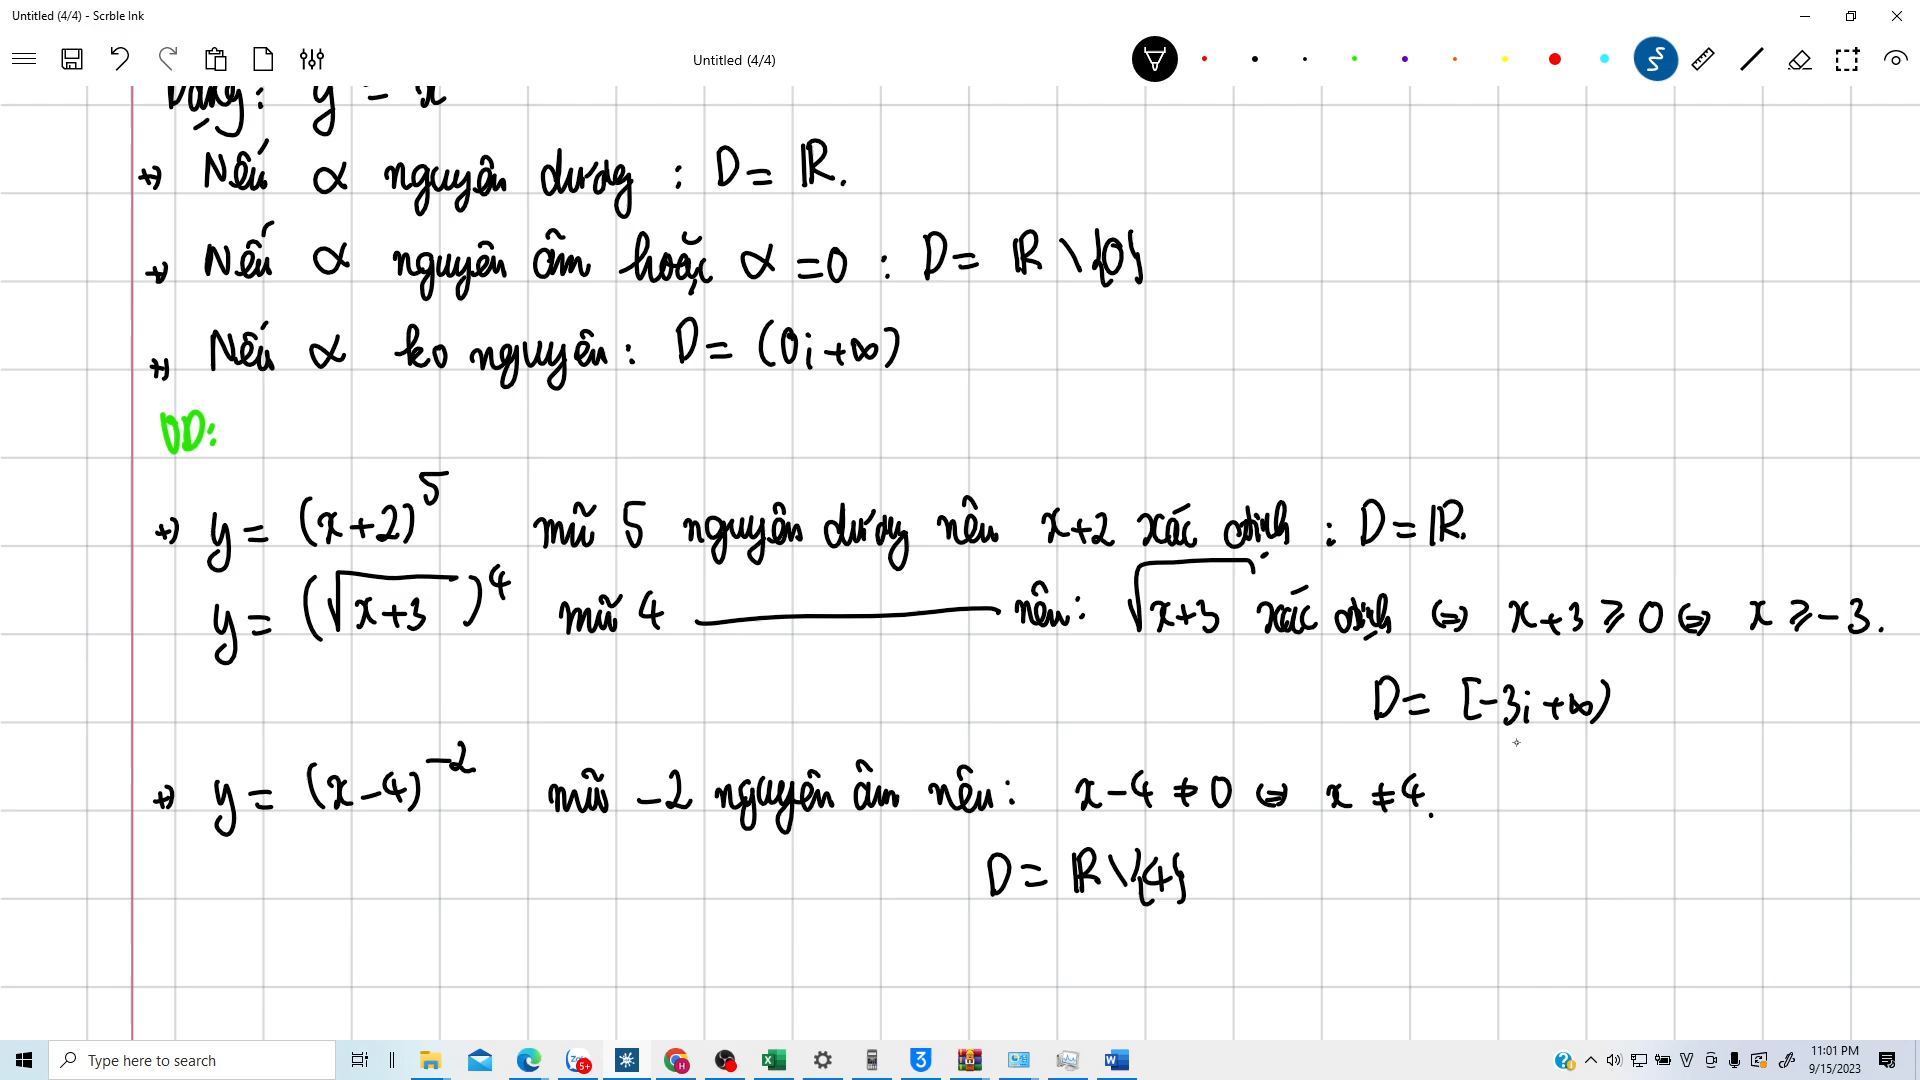 Untitled (4/4) - Scrble Ink
Untitled (4/4)
Dạng: y = x
+) Nếu α nguyên dương : D = ℝ.
+) Nếu α nguyên âm hoặc α = 0 : D = ℝ \ {0}
+) Nếu α ko nguyên : D = (0; +∞)
VD:
+) y = (x+2)^5 mũ 5 nguyên dương nên x+2 xác định : D = ℝ.
y = (√(x+3))^4 mũ 4 ——— nên: √(x+3) xác định ⇔ x+3 ≥ 0 ⇔ x ≥ -3.
D = [-3; +∞)
+) y = (x-4)^-2 mũ -2 nguyên âm nên : x-4 ≠ 0 ⇔ x ≠ 4.
D = ℝ \ {4}
Type here to search
11:01 PM
9/15/2023